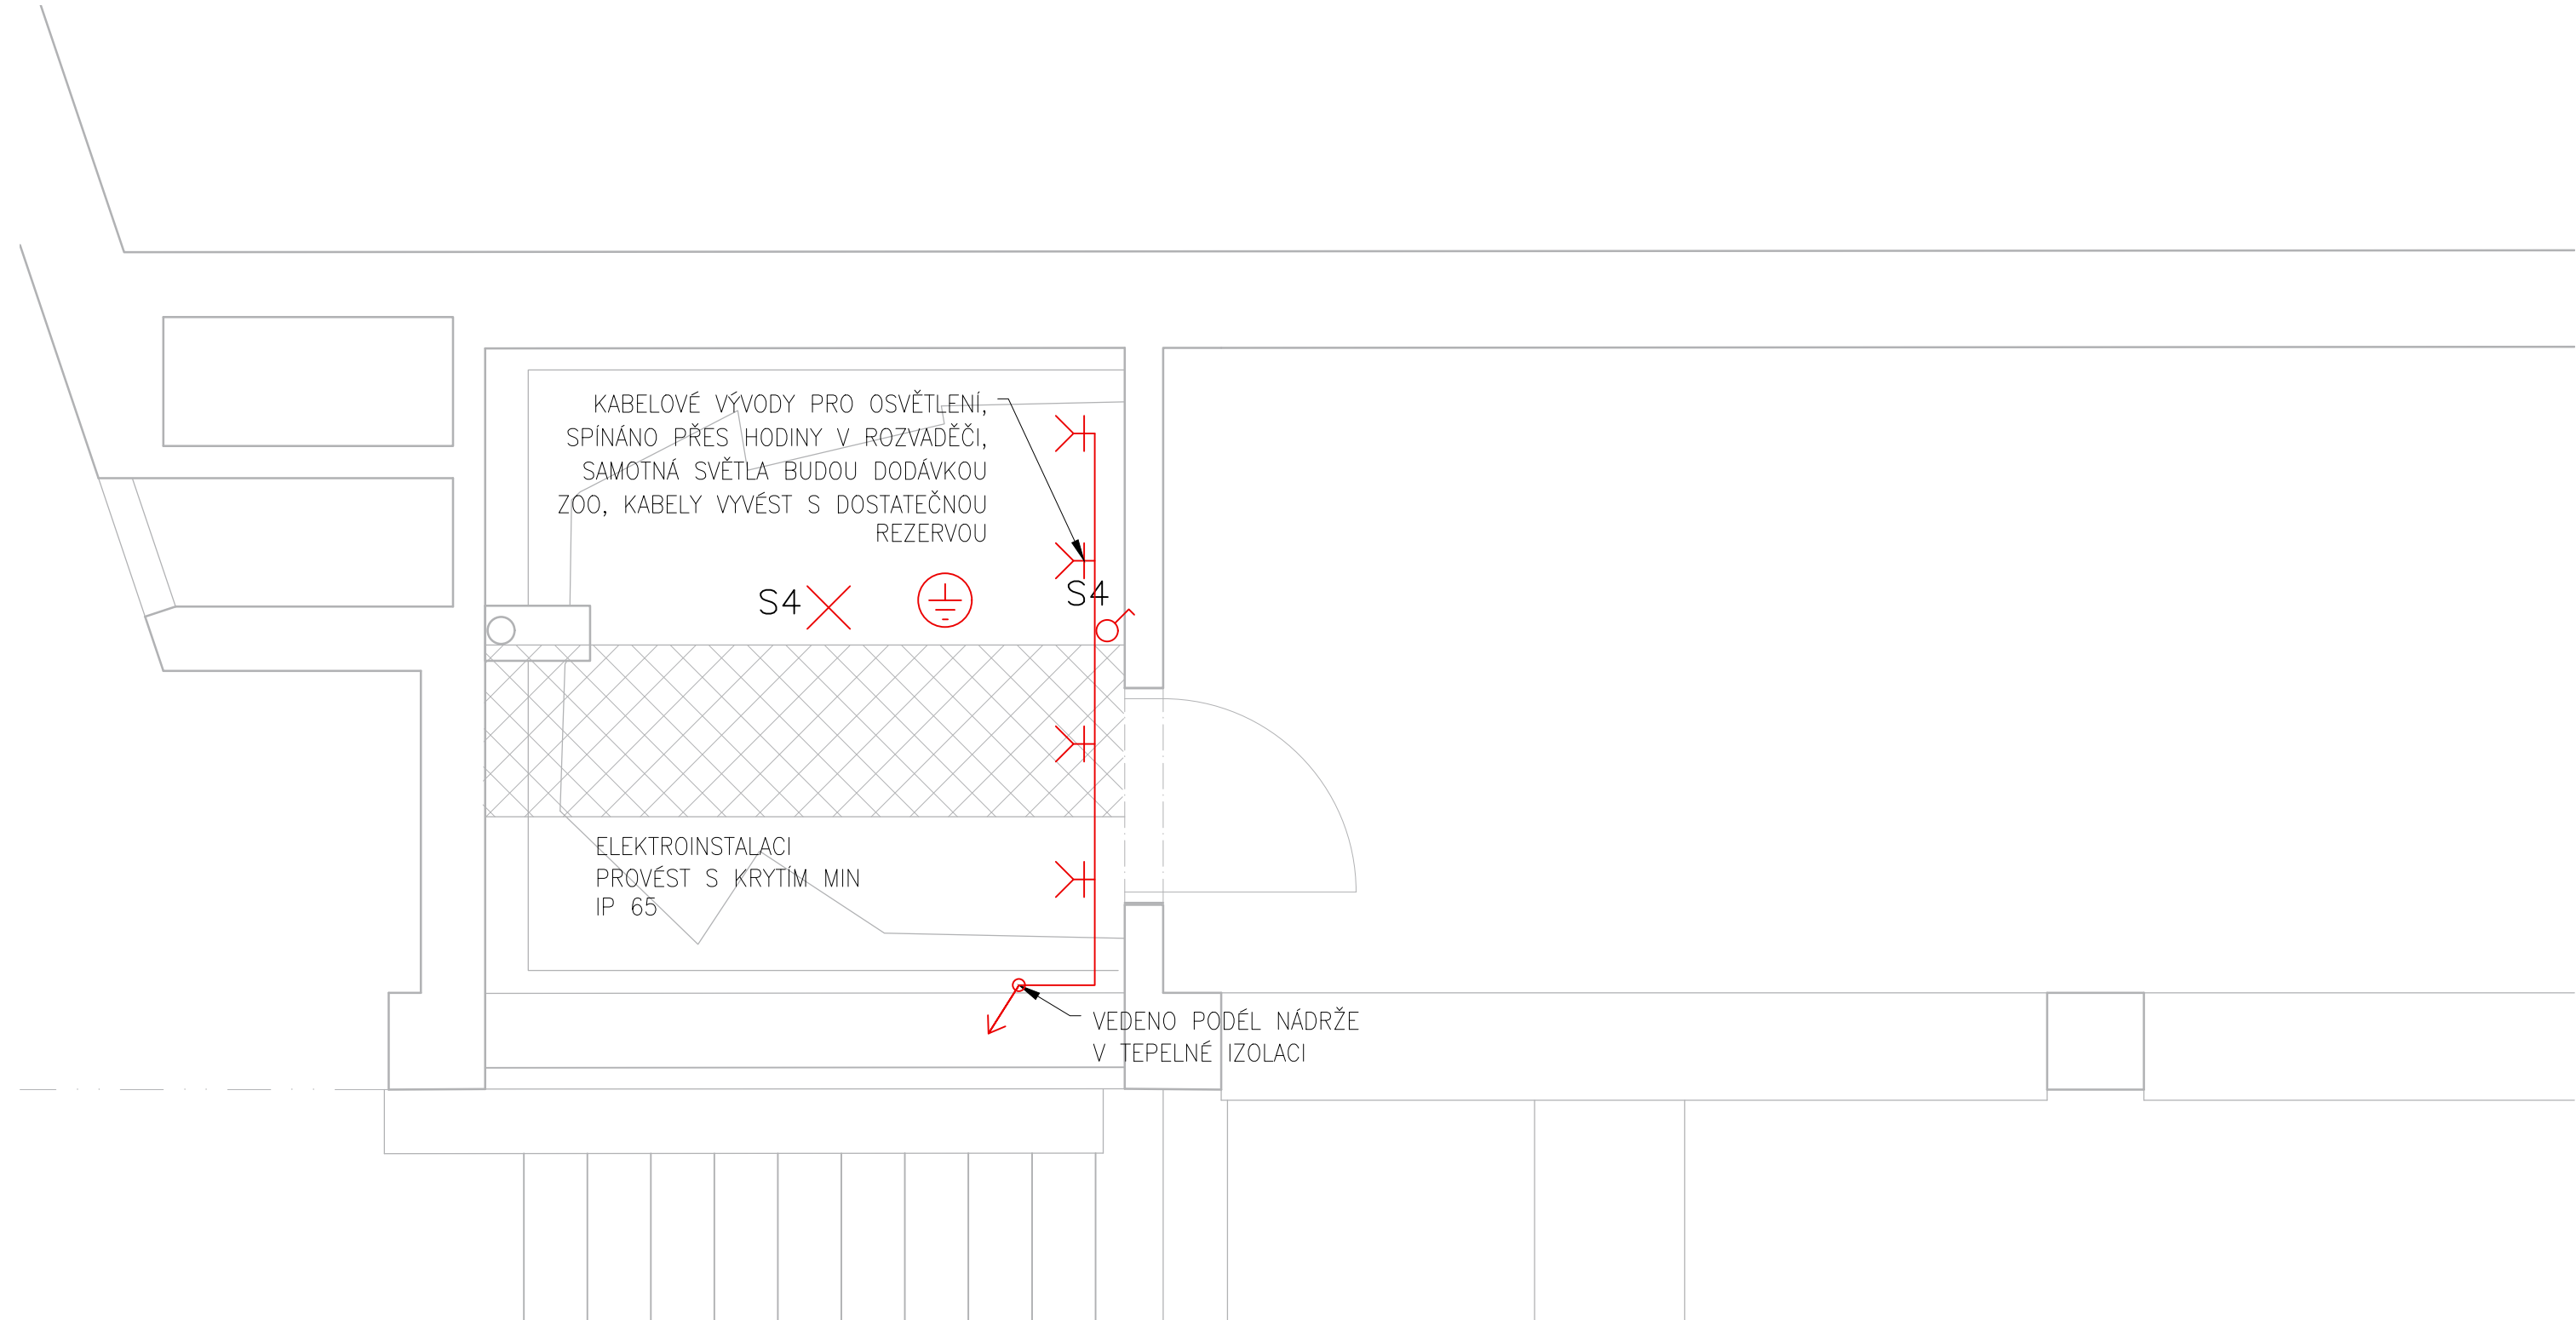 KABELOVÉ VÝVODY PRO OSVĚTLENÍ,
SPÍNÁNO PŘES HODINY V ROZVADĚČI,
SAMOTNÁ SVĚTLA BUDOU DODÁVKOU
ZOO, KABELY VYVÉST S DOSTATEČNOU
REZERVOU
S4
S4
ELEKTROINSTALACI
PROVÉST S KRYTÍM MIN
IP 65
VEDENO PODÉL NÁDRŽE
V TEPELNÉ IZOLACI